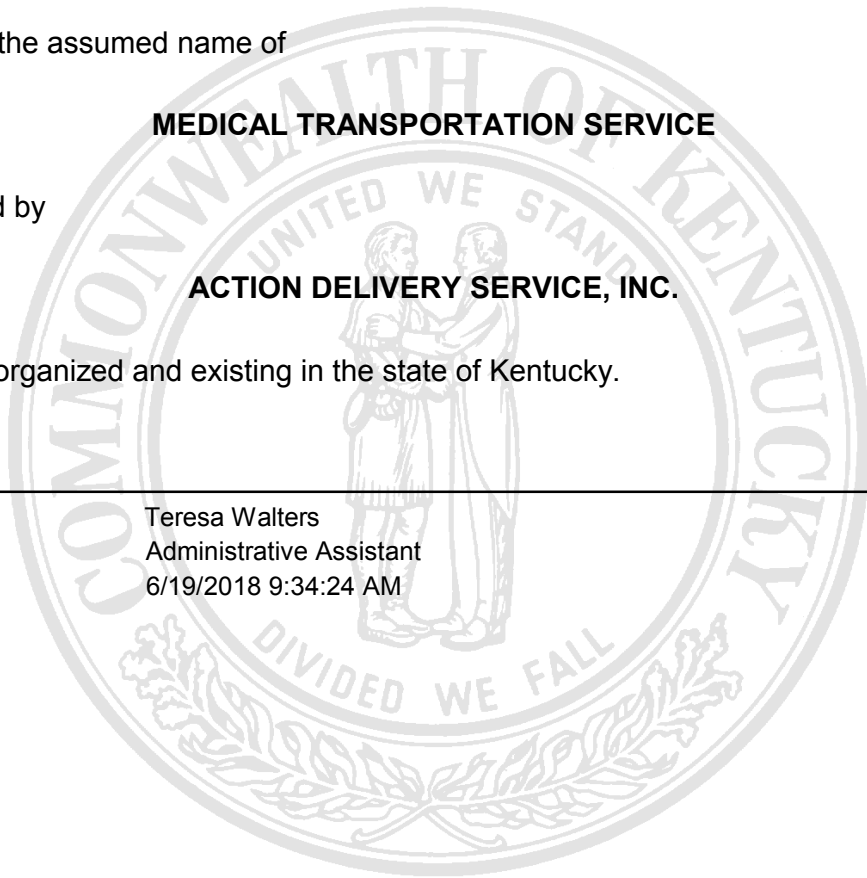 the assumed name of
MEDICAL TRANSPORTATION SERVICE
d by
ACTION DELIVERY SERVICE, INC.
organized and existing in the state of Kentucky.
Teresa Walters
Administrative Assistant
6/19/2018 9:34:24 AM
COMMONWEALTH OF KENTUCKY
UNITED WE STAND
DIVIDED WE FALL